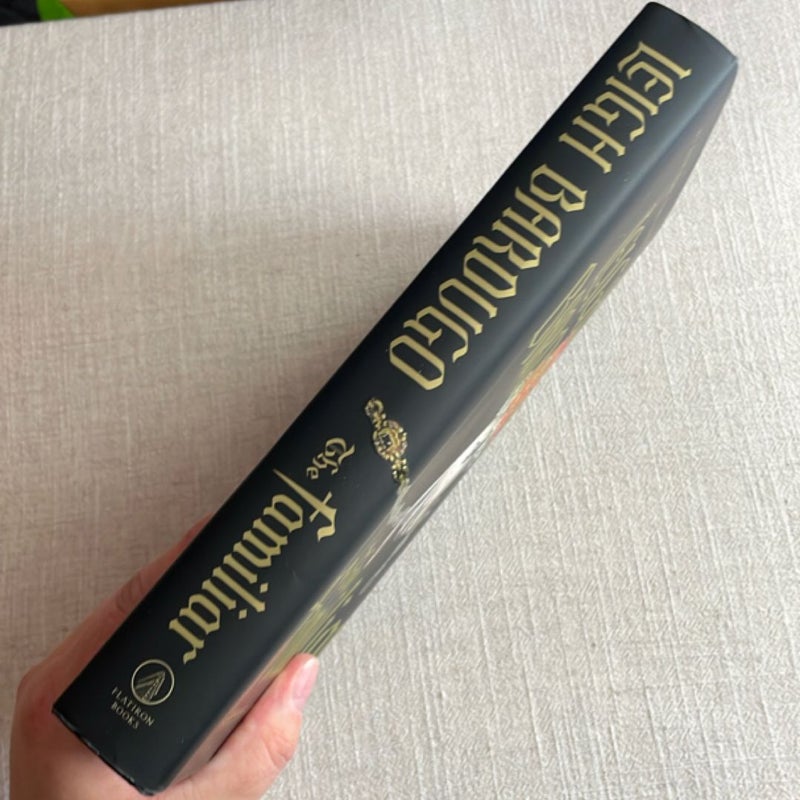 LEIGH BARDUGO
The
familiar
FLATIRON
BOOKS